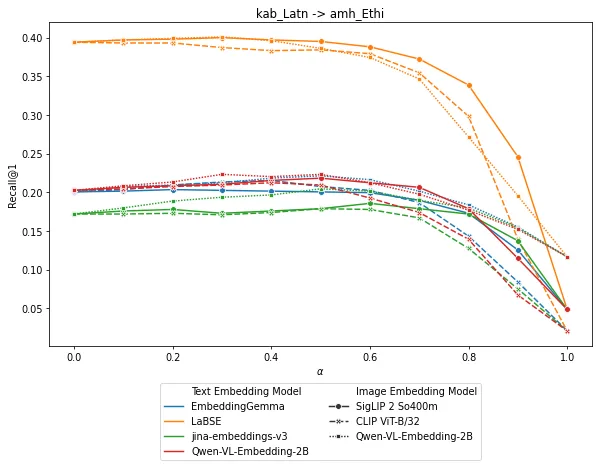 kab_Latn -> amh_Ethi
Recall@1
0.40
0.35
0.30
0.25
0.20
0.15
0.10
0.05
0.0 0.2 0.4 0.6 0.8 1.0
α
Text Embedding Model
EmbeddingGemma
LaBSE
jina-embeddings-v3
Qwen-VL-Embedding-2B
Image Embedding Model
SigLIP 2 So400m
CLIP ViT-B/32
Qwen-VL-Embedding-2B